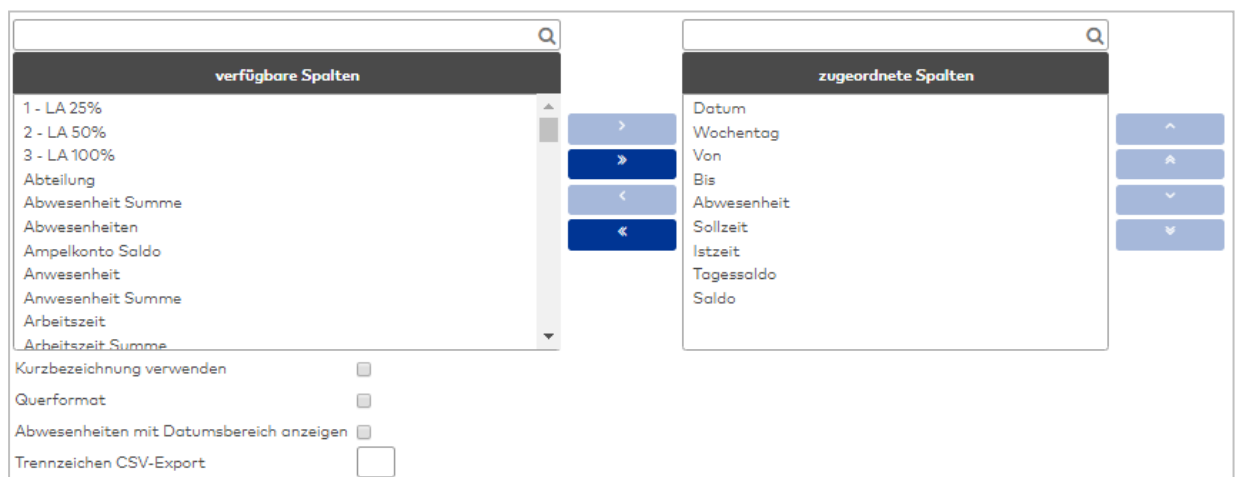 verfügbare Spalten
1 - LA 25%
2 - LA 50%
3 - LA 100%
Abteilung
Abwesenheit Summe
Abwesenheiten
Ampelkonto Saldo
Anwesenheit
Anwesenheit Summe
Arbeitszeit
Arbeitszeit Summe
zugeordnete Spalten
Datum
Wochentag
Von
Bis
Abwesenheit
Sollzeit
Istzeit
Tagessaldo
Saldo
Kurzbezeichnung verwenden
Querformat
Abwesenheiten mit Datumsbereich anzeigen
Trennzeichen CSV-Export